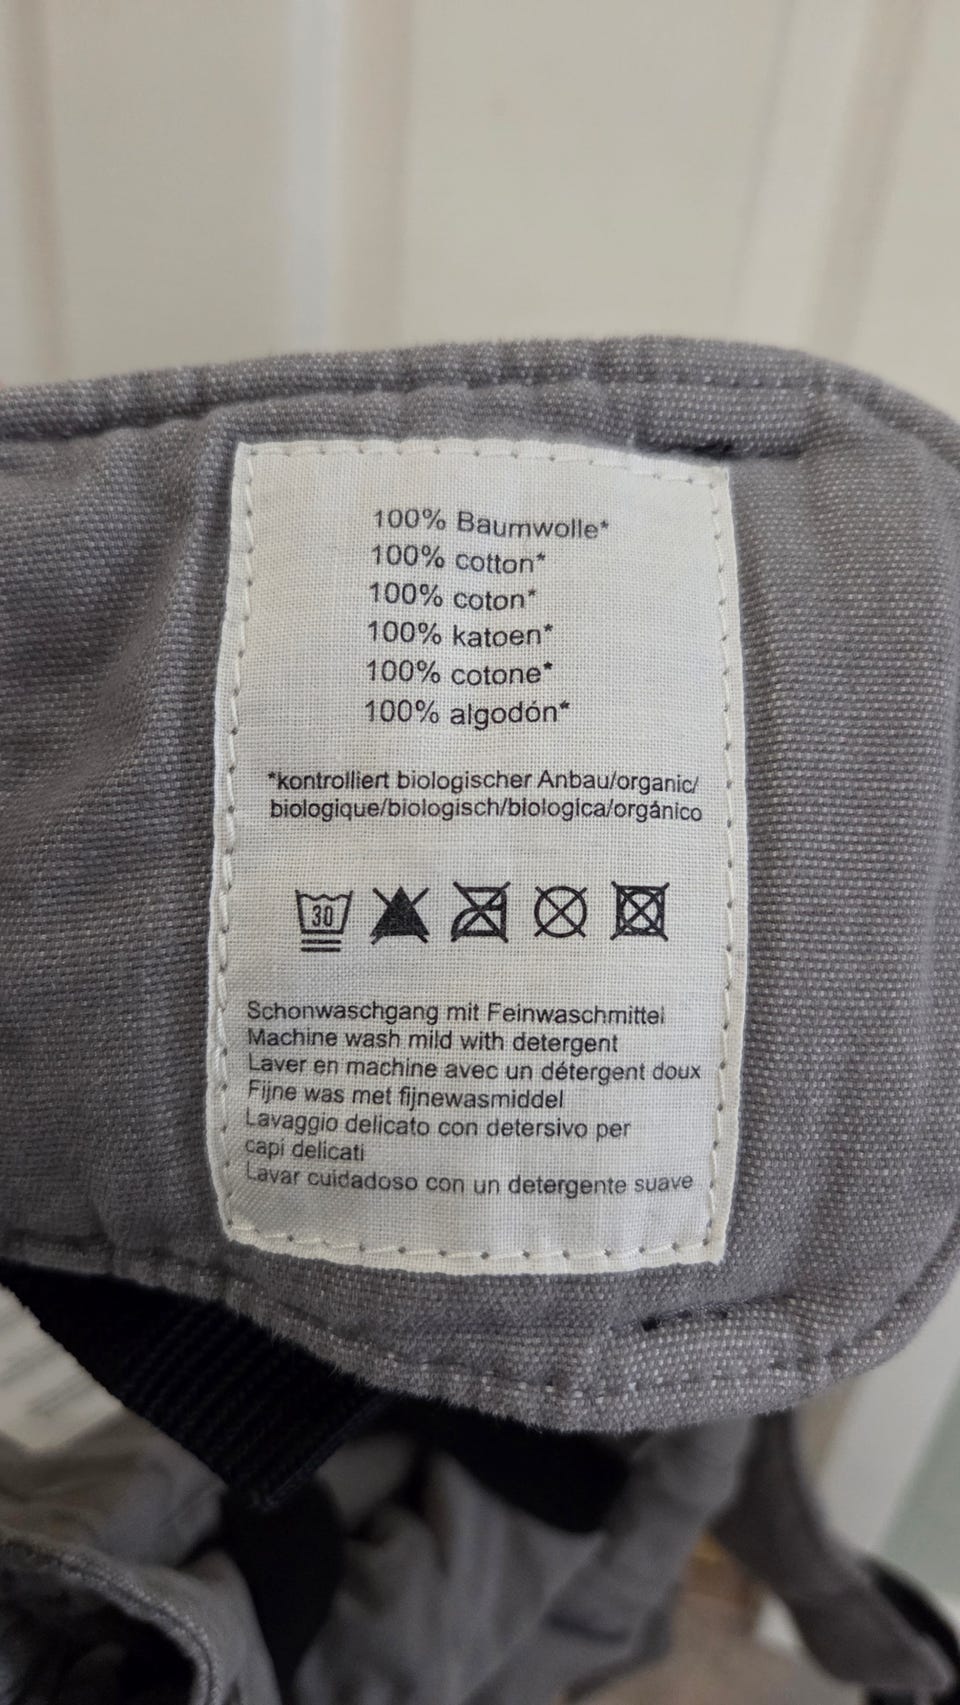 100% Baumwolle*
100% cotton*
100% coton*
100% katoen*
100% cotone*
100% algodón*
*kontrolliert biologischer Anbau/organic/
biologique/biologisch/biologica/orgánico
30
Schonwaschgang mit Feinwaschmittel
Machine wash mild with detergent
Laver en machine avec un détergent doux
Fijne was met fijnewasmiddel
Lavaggio delicato con detersivo per
capi delicati
Lavar cuidadoso con un detergente suave